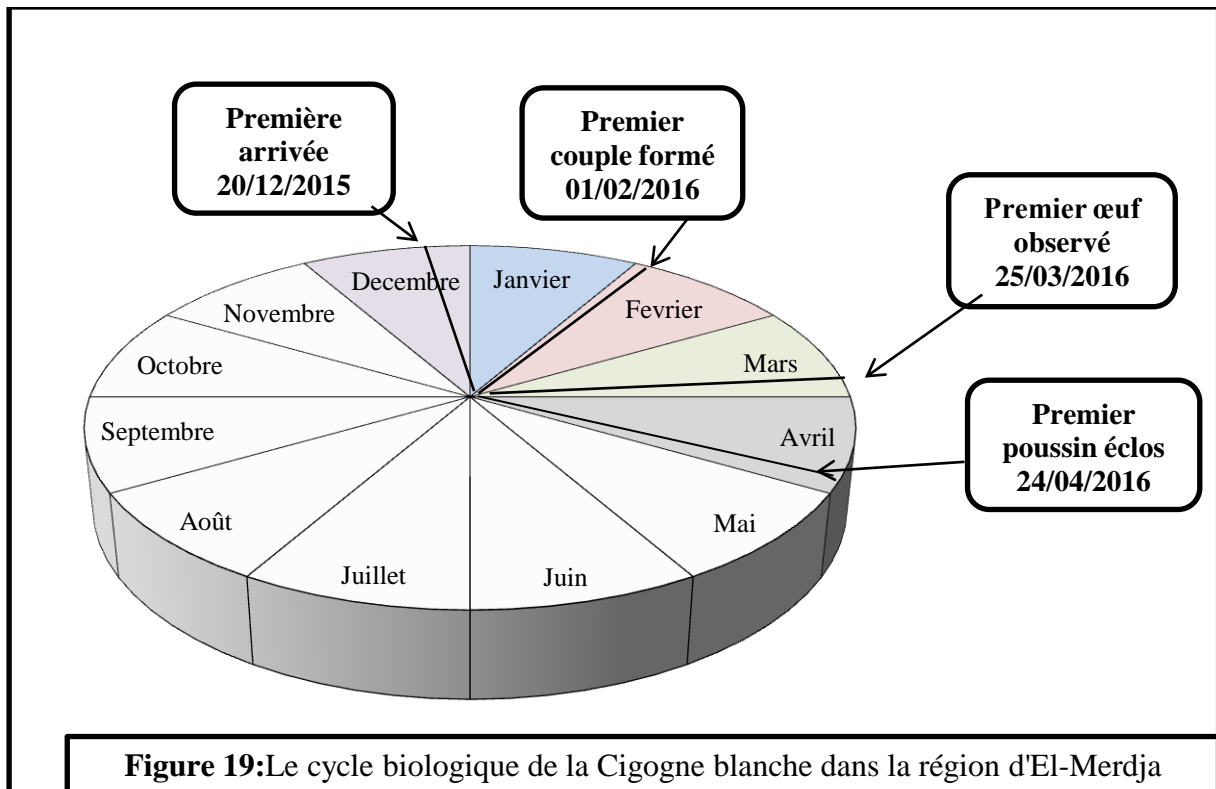 Première
arrivée
20/12/2015
Premier
couple formé
01/02/2016
Premier œuf
observé
25/03/2016
Premier
poussin éclos
24/04/2016
Janvier
Fevrier
Mars
Avril
Mai
Juin
Juillet
Août
Septembre
Octobre
Novembre
Decembre
Figure 19:Le cycle biologique de la Cigogne blanche dans la région d'El-Merdja